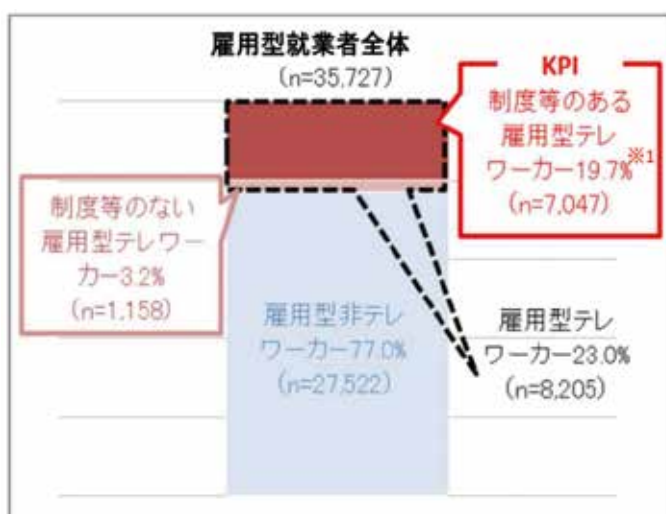 雇用型就業者全体
(n=35,727)
KPI
制度等のある
雇用型テレ
ワーカー19.7%※1
(n=7,047)
制度等のない
雇用型テレワー
カー3.2%
(n=1,158)
雇用型非テレ
ワーカー77.0%
(n=27,522)
雇用型テレ
ワーカー23.0%
(n=8,205)